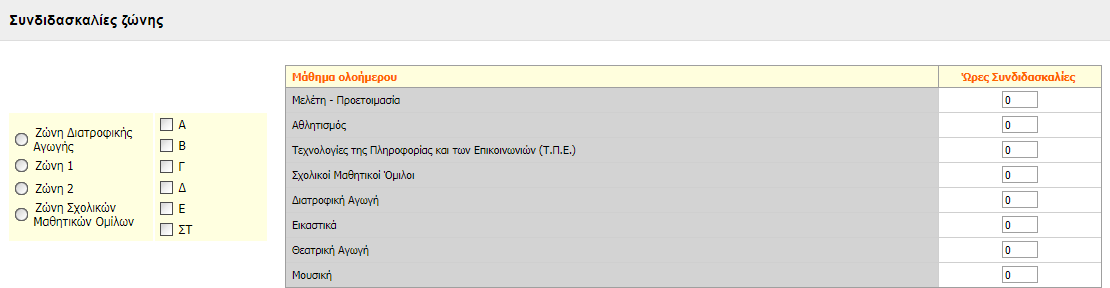 Συνδιδασκαλίες ζώνης
Ζώνη Διατροφικής
Αγωγής
Ζώνη 1
Ζώνη 2
Ζώνη Σχολικών
Μαθητικών Ομίλων
Α
Β
Γ
Δ
Ε
ΣΤ
Μάθημα ολοήμερου Ώρες Συνδιδασκαλίες
Μελέτη - Προετοιμασία 0
Αθλητισμός 0
Τεχνολογίες της Πληροφορίας και των Επικοινωνιών (Τ.Π.Ε.) 0
Σχολικοί Μαθητικοί Όμιλοι 0
Διατροφική Αγωγή 0
Εικαστικά 0
Θεατρική Αγωγή 0
Μουσική 0